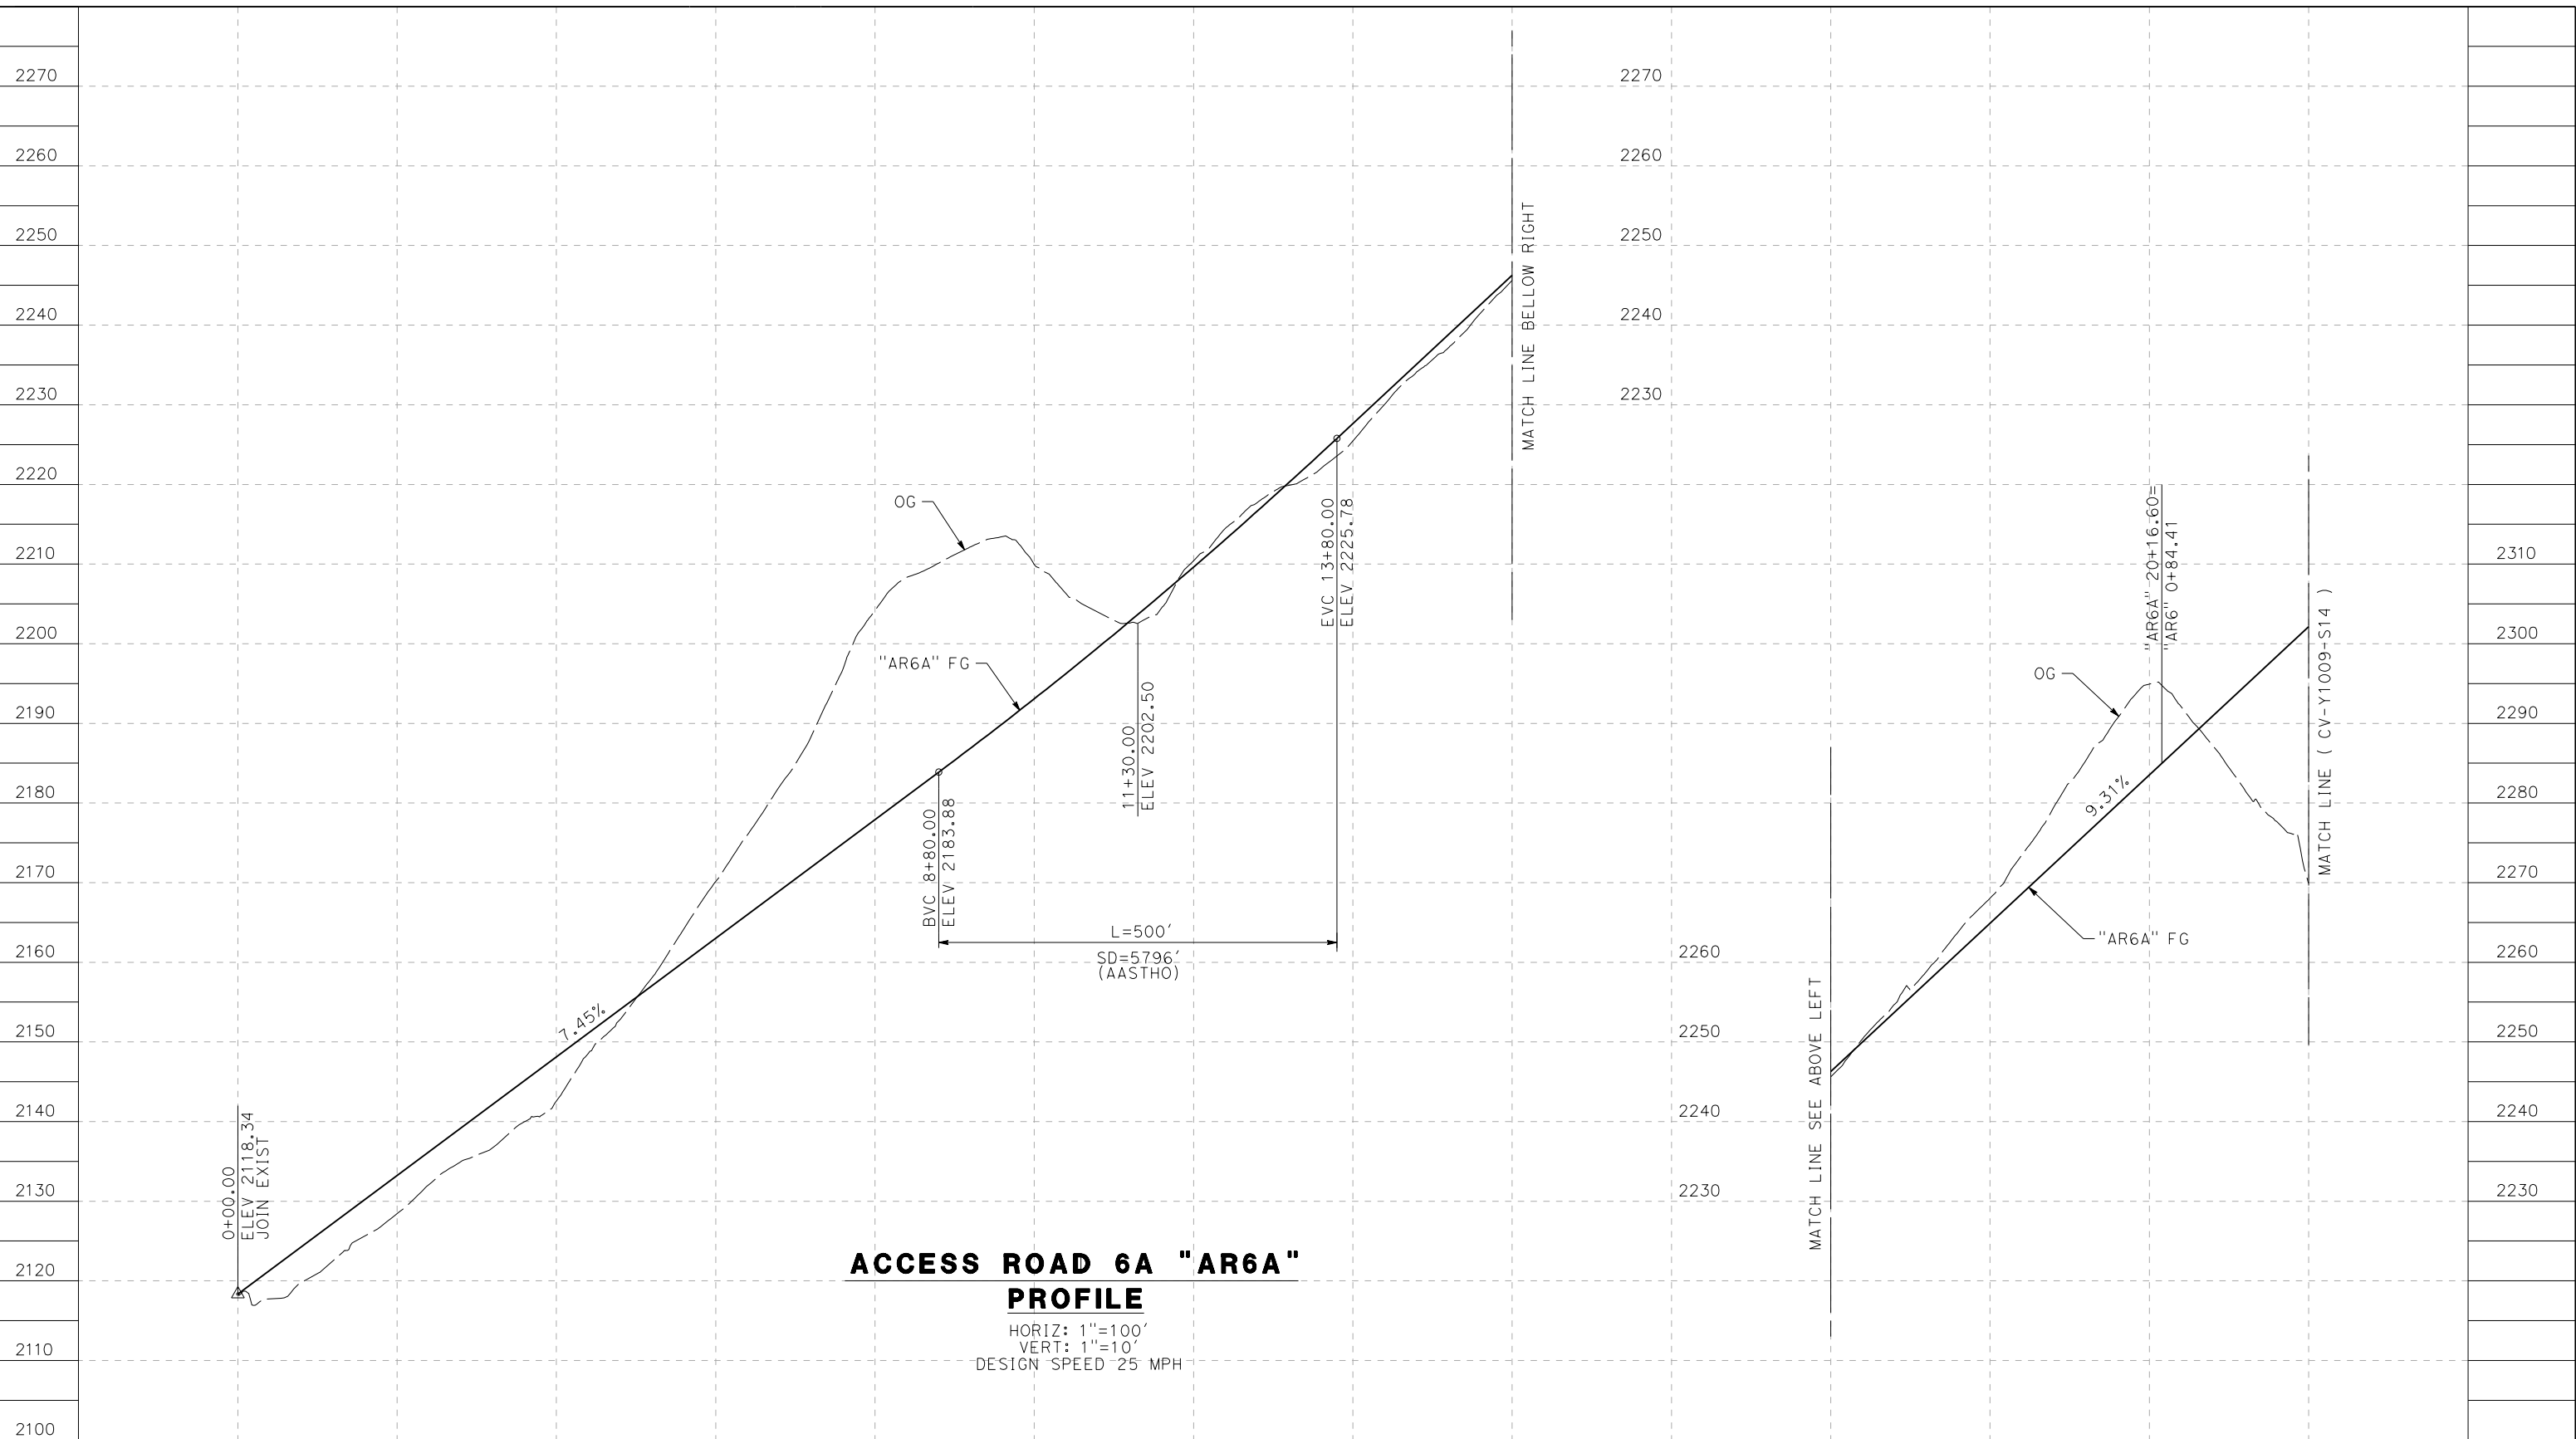 2270
2260
2250
2240
2230
2220
2210
2200
2190
2180
2170
2160
2150
2140
2130
2120
2110
2100
0+00.00
ELEV 2118.34
JOIN EXIST
7.45%
OG
"AR6A" FG
BVC 8+80.00
ELEV 2183.88
11+30.00
ELEV 2202.50
EVC 13+80.00
ELEV 2225.78
L=500'
SD=5796'
(AASTHO)
MATCH LINE BELLOW RIGHT
ACCESS ROAD 6A "AR6A"
PROFILE
HORIZ: 1"=100'
VERT: 1"=10'
DESIGN SPEED 25 MPH
2270
2260
2250
2240
2230
2260
2250
2240
2230
MATCH LINE SEE ABOVE LEFT
OG
9.31%
"AR6A" FG
"AR6A" 20+16.60=
"AR6" 0+84.41
MATCH LINE ( CV-Y1009-S14 )
2310
2300
2290
2280
2270
2260
2250
2240
2230